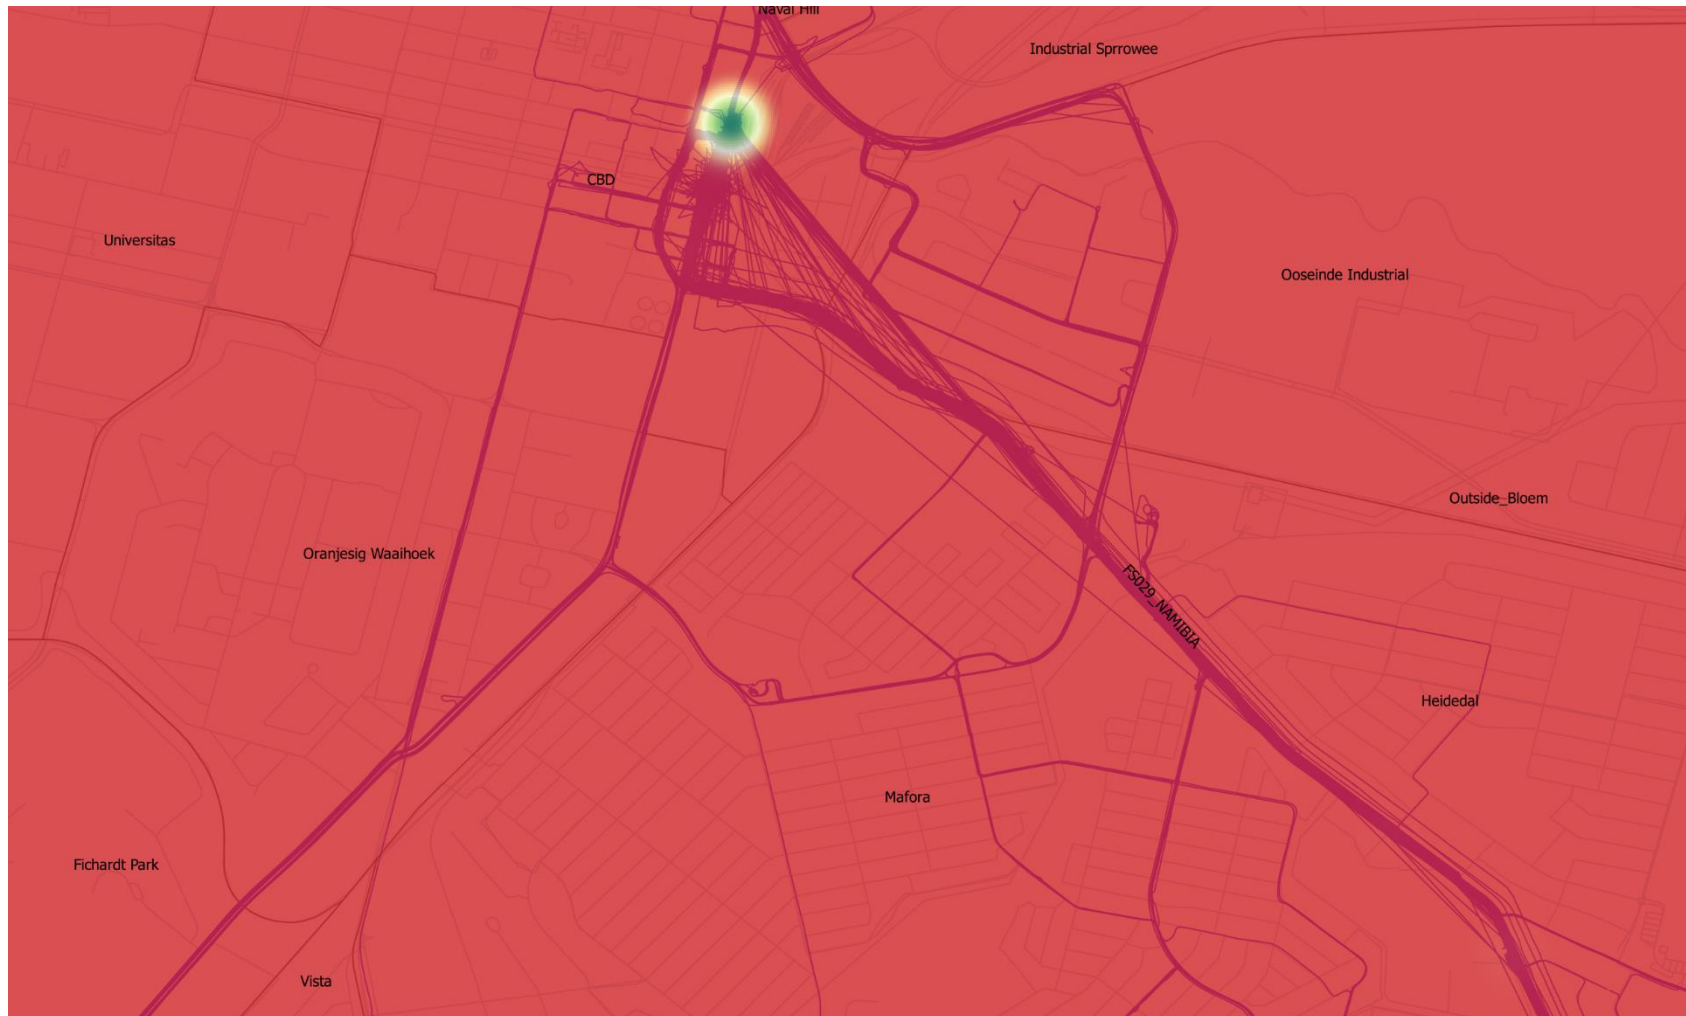 Naval Hill
Industrial Sprrowee
CBD
Universitas
Ooseinde Industrial
Outside_Bloem
Oranjesig Waaihoek
FS029_NAMIBIA
Heidedal
Mafora
Fichardt Park
Vista